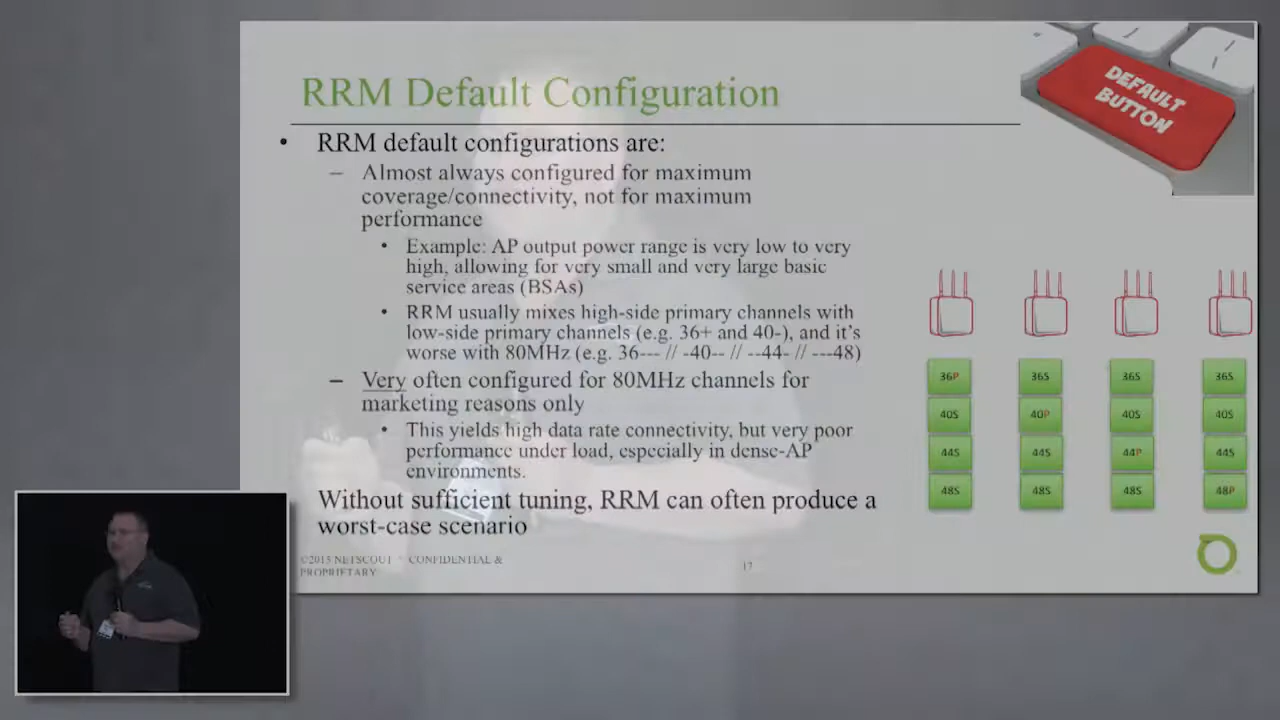 RRM Default Configuration
DEFAULT
BUTTON
• RRM default configurations are:
– Almost always configured for maximum
coverage/connectivity, not for maximum
performance
• Example: AP output power range is very low to very
high, allowing for very small and very large basic
service areas (BSAs)
• RRM usually mixes high-side primary channels with
low-side primary channels (e.g. 36+ and 40-), and it's
worse with 80MHz (e.g. 36--- // -40-- // --44- // ---48)
– Very often configured for 80MHz channels for
marketing reasons only
• This yields high data rate connectivity, but very poor
performance under load, especially in dense-AP
environments.
Without sufficient tuning, RRM can often produce a
worst-case scenario
36P 36S 36S 36S
40S 40P 40S 40S
44S 44S 44P 44S
48S 48S 48S 48P
©2015 NETSCOUT * CONFIDENTIAL &
PROPRIETARY
17